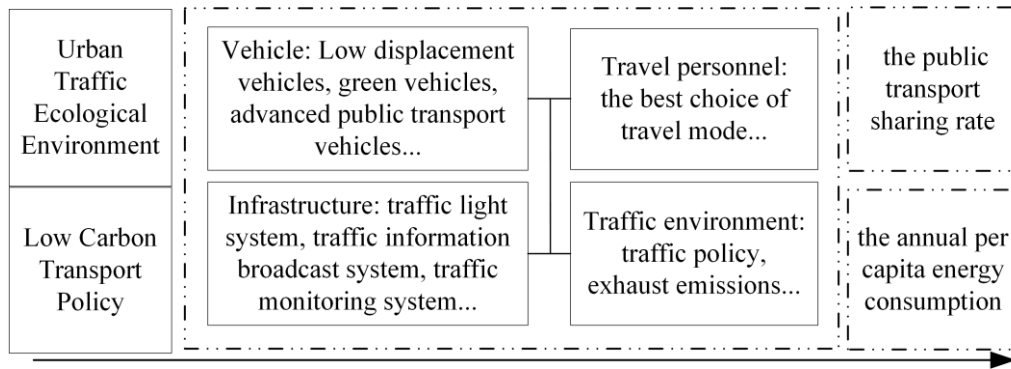 Urban
Traffic
Ecological
Environment
Low Carbon
Transport
Policy
Vehicle: Low displacement
vehicles, green vehicles,
advanced public transport
vehicles...
Travel personnel:
the best choice of
travel mode...
Infrastructure: traffic light
system, traffic information
broadcast system, traffic
monitoring system...
Traffic environment:
traffic policy,
exhaust emissions...
the public
transport
sharing rate
the annual per
capita energy
consumption